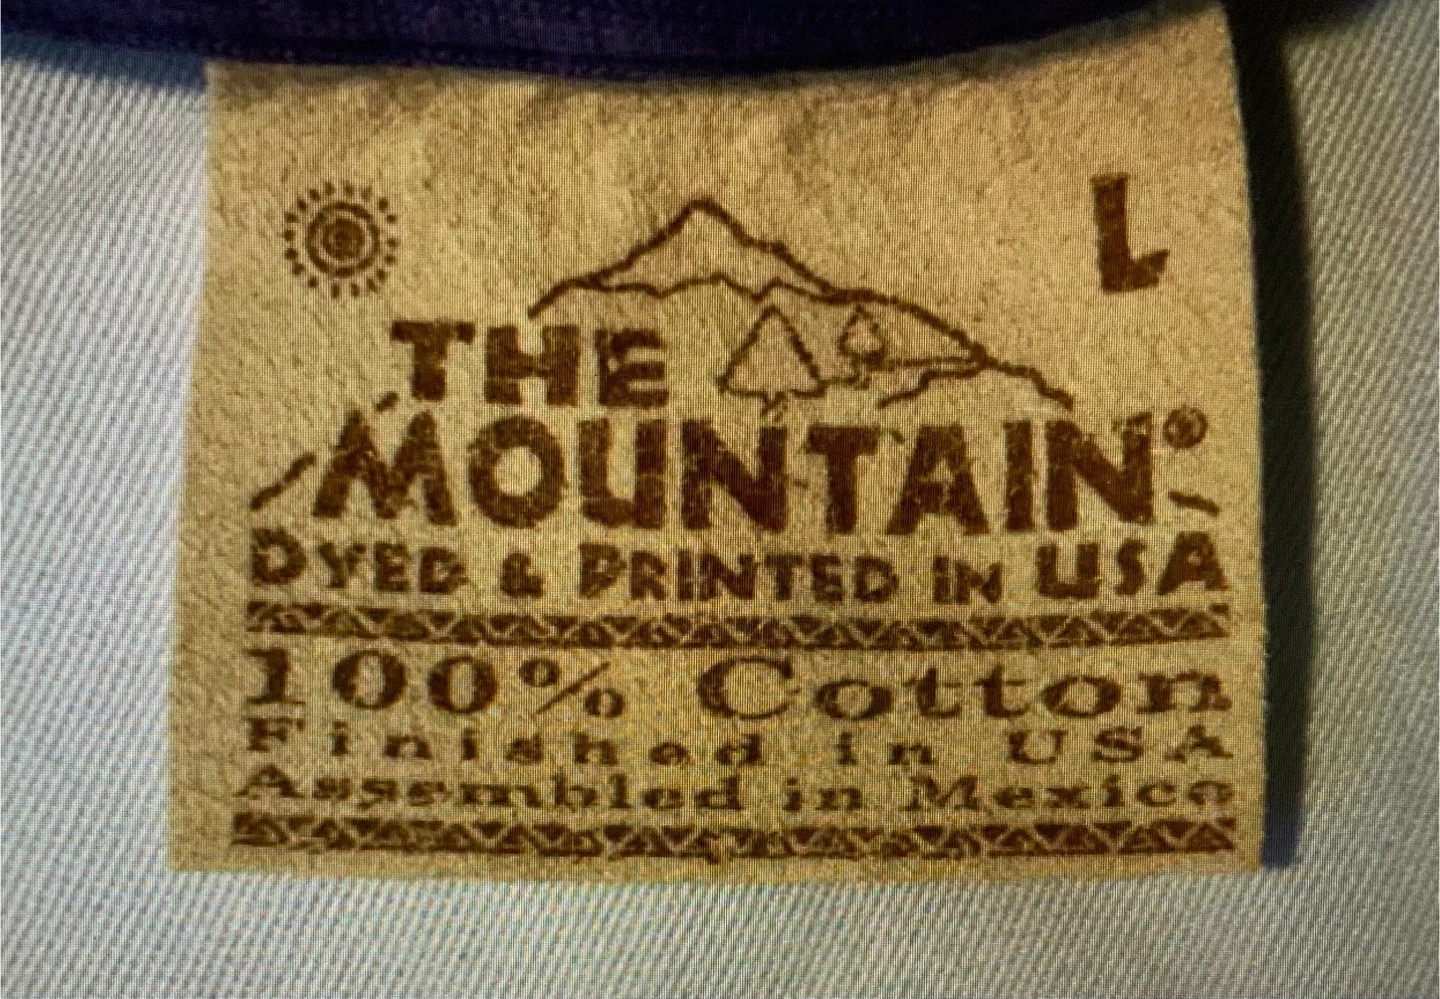 L
THE
MOUNTAIN®
DYED & PRINTED IN USA
100% Cotton
Finished in USA
Assembled in Mexico